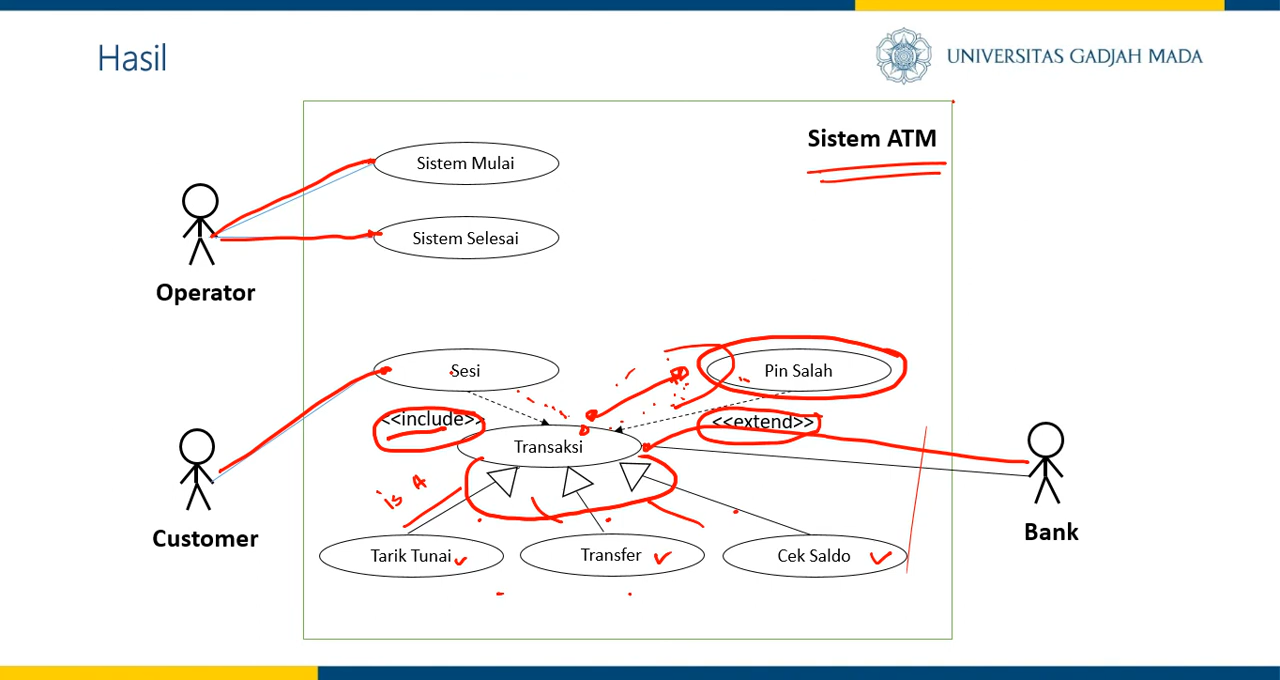 Hasil
UNIVERSITAS GADJAH MADA
Sistem ATM
Sistem Mulai
Sistem Selesai
Operator
Sesi
Pin Salah
<<include>>
<<extend>>
Transaksi
is A
Customer
Bank
Tarik Tunai
Transfer
Cek Saldo